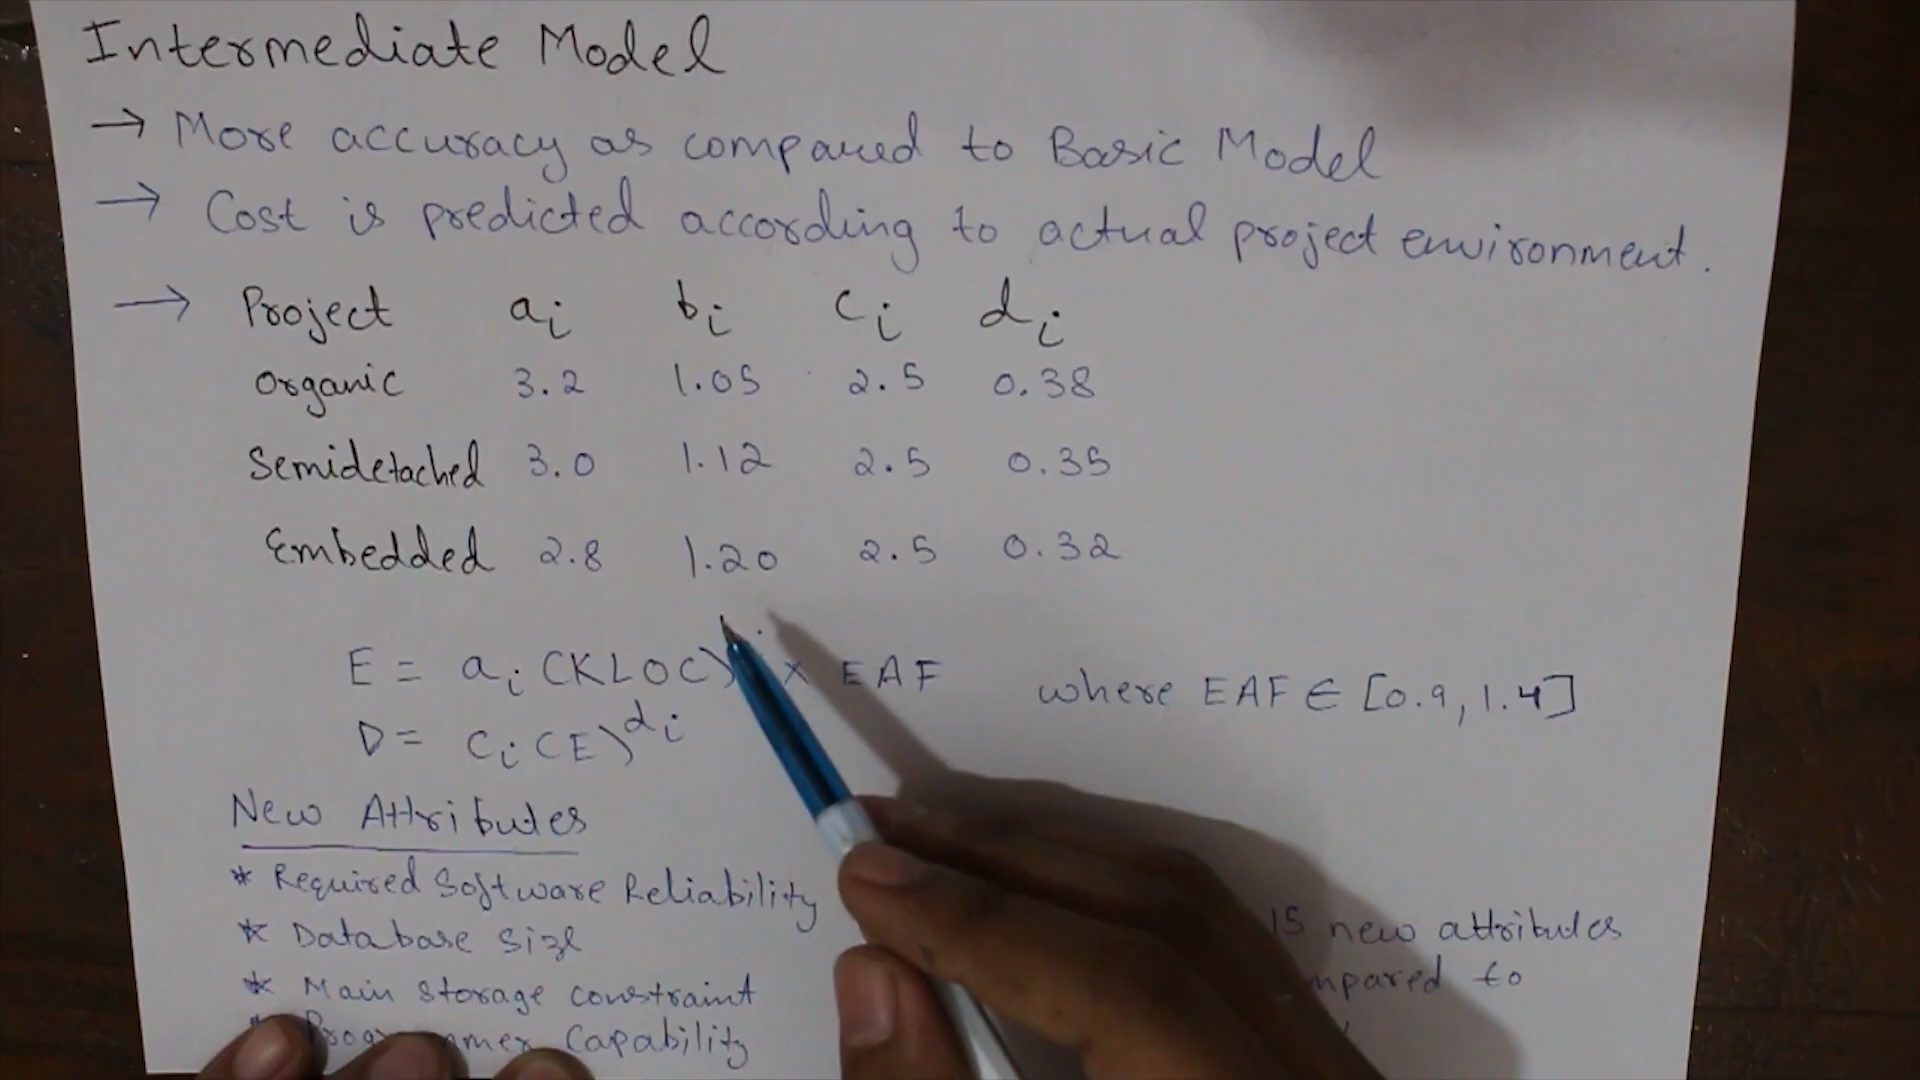 Intermediate Model
→ More accuracy as compared to Basic Model
→ Cost is predicted according to actual project environment.
→ Project ai bi ci di
Organic 3.2 1.05 2.5 0.38
Semidetached 3.0 1.12 2.5 0.35
Embedded 2.8 1.20 2.5 0.32
E = ai (KLOC) × EAF where EAF ∈ [0.9, 1.4]
D = ci (E)^di
New Attributes
* Required Software Reliability
* Database Size
15 new attributes
* Main storage constraint
to
Capability